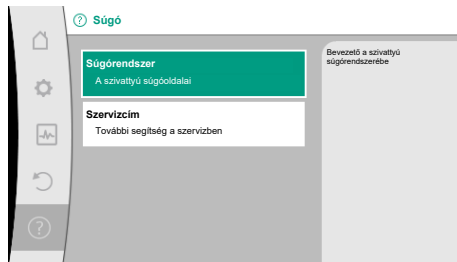 Súgó
Súgórendszer
A szivattyú súgóoldalai
Szervizcím
További segítség a szervizben
Bevezető a szivattyú
súgórendszerébe